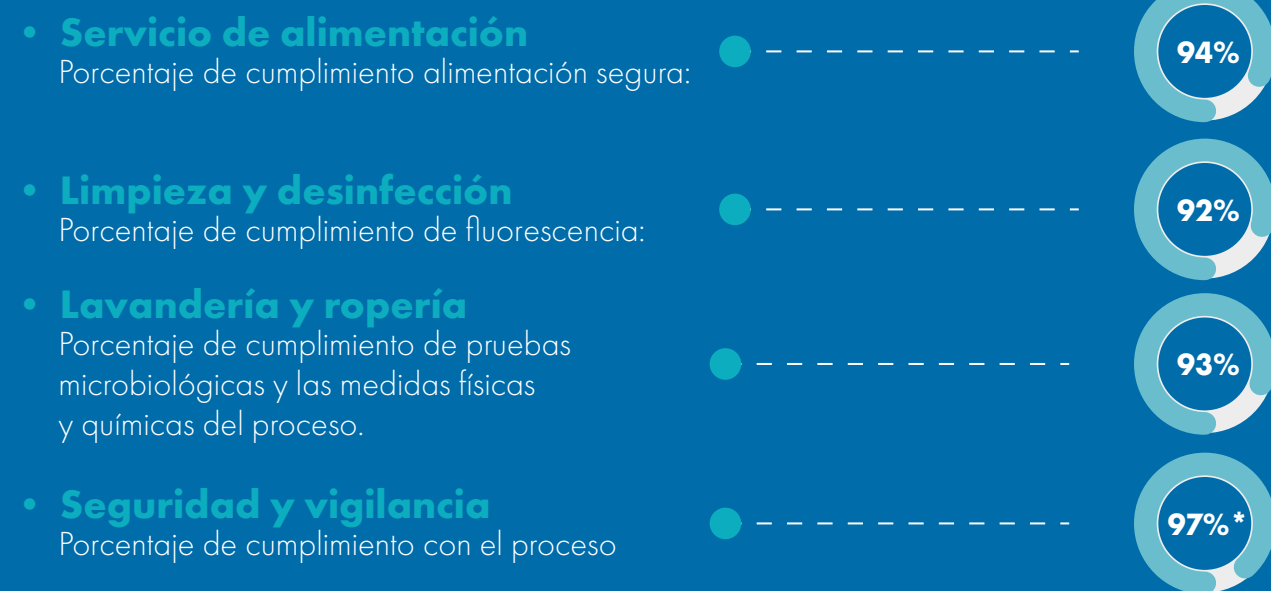 • Servicio de alimentación
Porcentaje de cumplimiento alimentación segura:
94%
• Limpieza y desinfección
Porcentaje de cumplimiento de fluorescencia:
92%
• Lavandería y ropería
Porcentaje de cumplimiento de pruebas
microbiológicas y las medidas físicas
y químicas del proceso.
93%
• Seguridad y vigilancia
Porcentaje de cumplimiento con el proceso
97%*